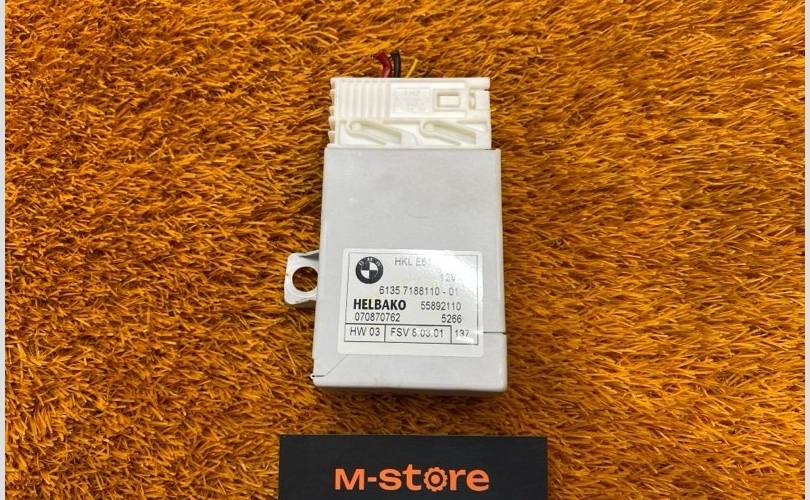 HKL E61
12V
6135 7188110 - 01
HELBAKO 55892110
070870762 5266
HW 03 FSV 5.03.01 137
M-store